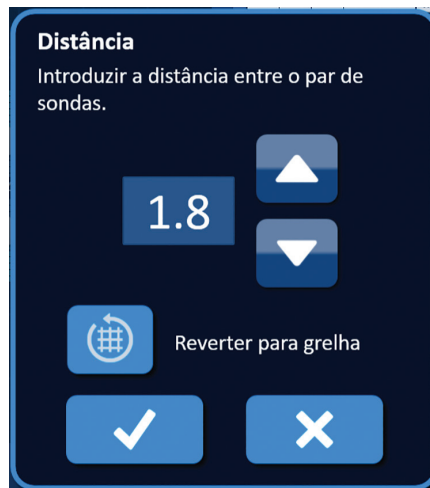 Distância
Introduzir a distância entre o par de
sondas.
1.8
Reverter para grelha